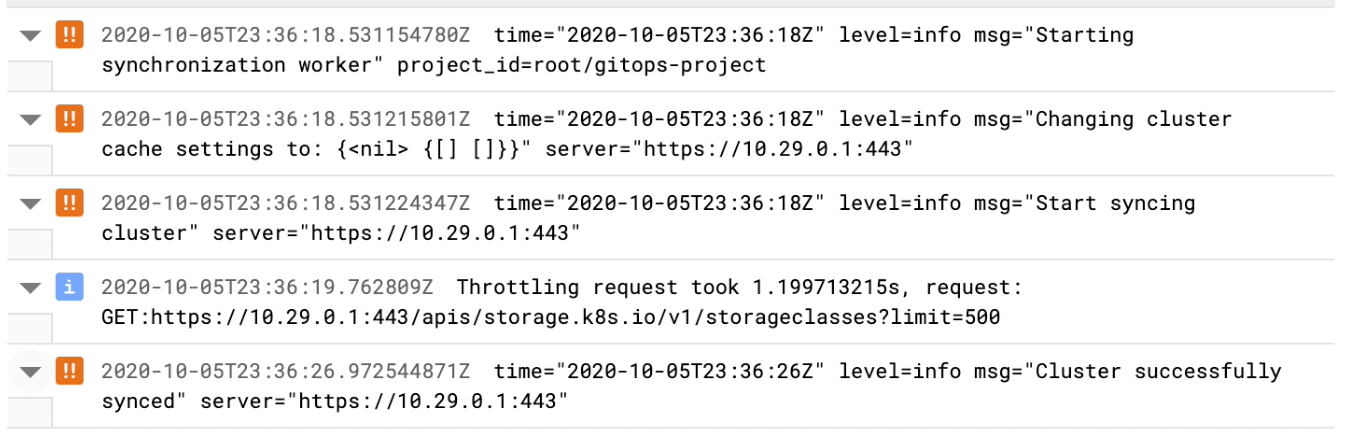 !! 2020-10-05T23:36:18.531154780Z time="2020-10-05T23:36:18Z" level=info msg="Starting
synchronization worker" project_id=root/gitops-project
!! 2020-10-05T23:36:18.531215801Z time="2020-10-05T23:36:18Z" level=info msg="Changing cluster
cache settings to: {<nil> {[] []}}" server="https://10.29.0.1:443"
!! 2020-10-05T23:36:18.531224347Z time="2020-10-05T23:36:18Z" level=info msg="Start syncing
cluster" server="https://10.29.0.1:443"
i 2020-10-05T23:36:19.762809Z Throttling request took 1.199713215s, request:
GET:https://10.29.0.1:443/apis/storage.k8s.io/v1/storageclasses?limit=500
!! 2020-10-05T23:36:26.972544871Z time="2020-10-05T23:36:26Z" level=info msg="Cluster successfully
synced" server="https://10.29.0.1:443"